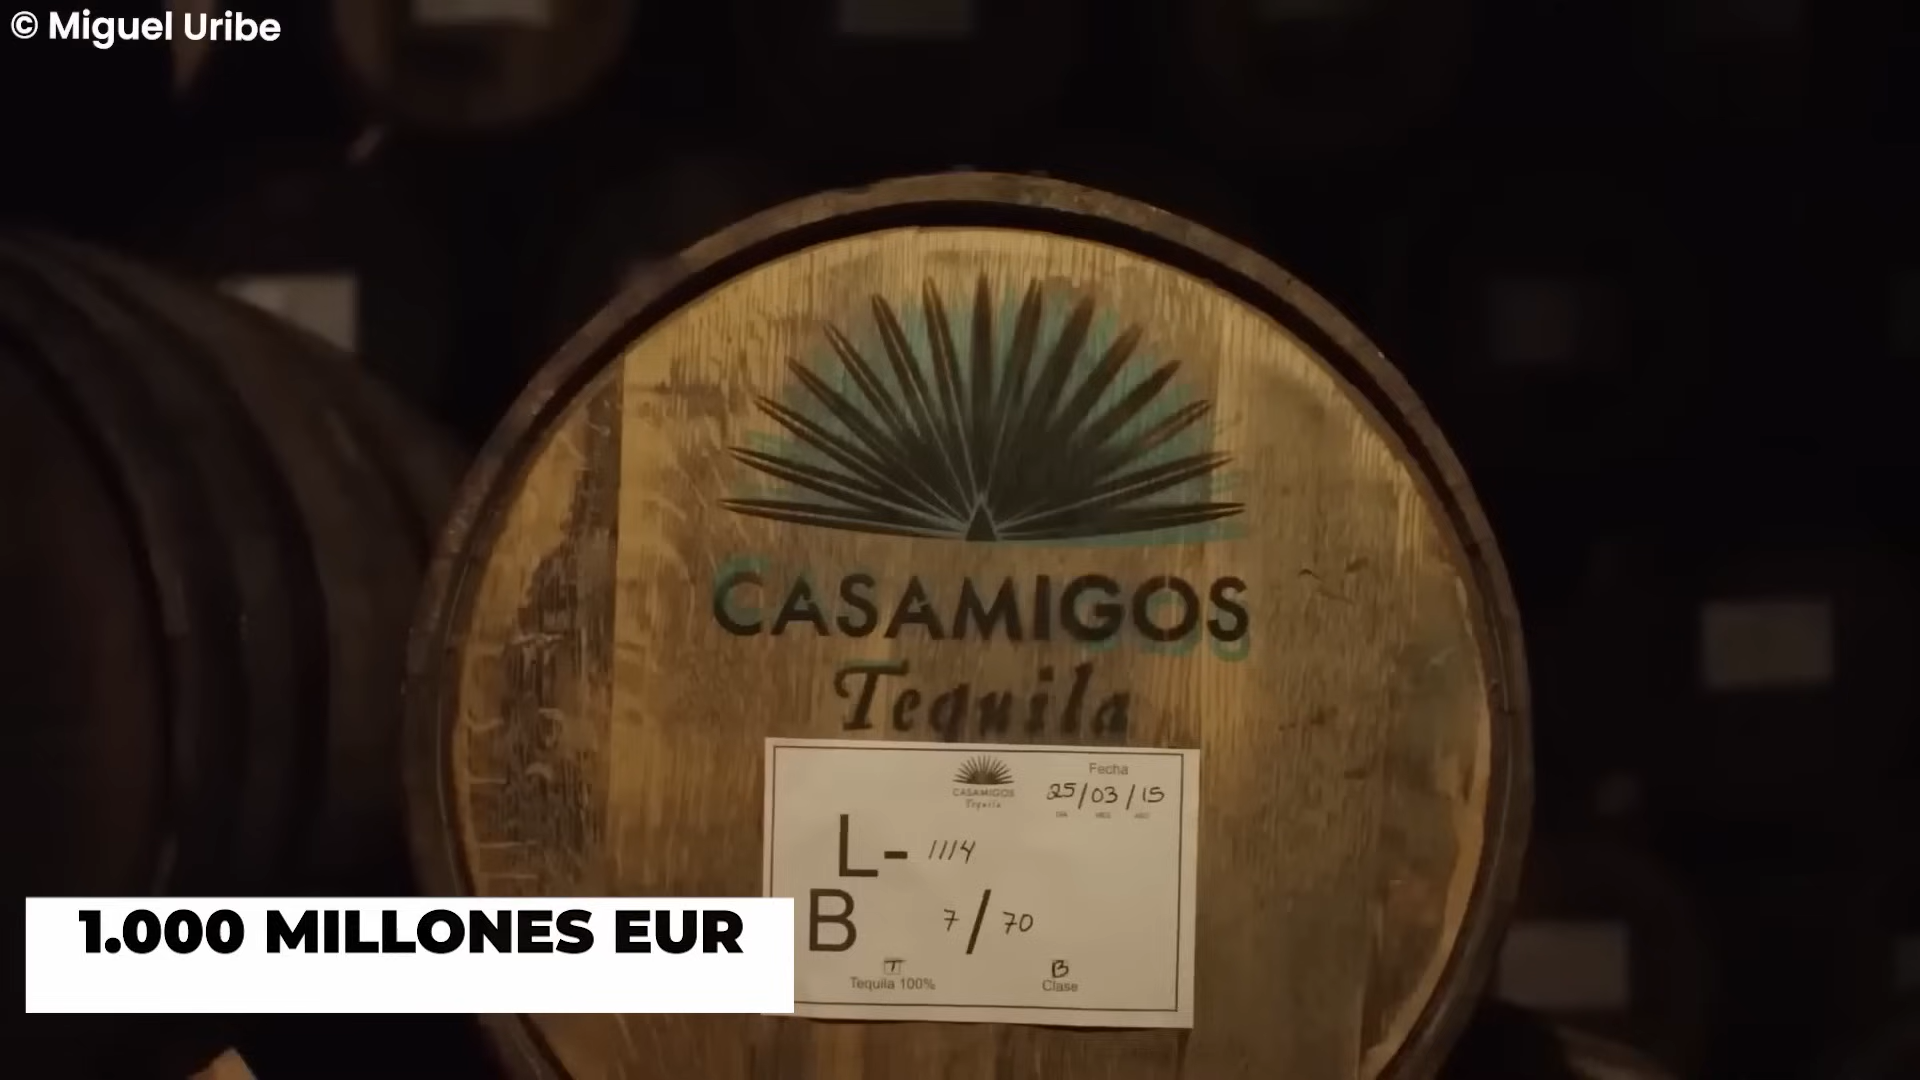 © Miguel Uribe
CASAMIGOS
Tequila
CASAMIGOS
Tequila
Fecha
25/03/15
L- 1114
B 7/70
T
B
Tequila 100%
Clase
1.000 MILLONES EUR